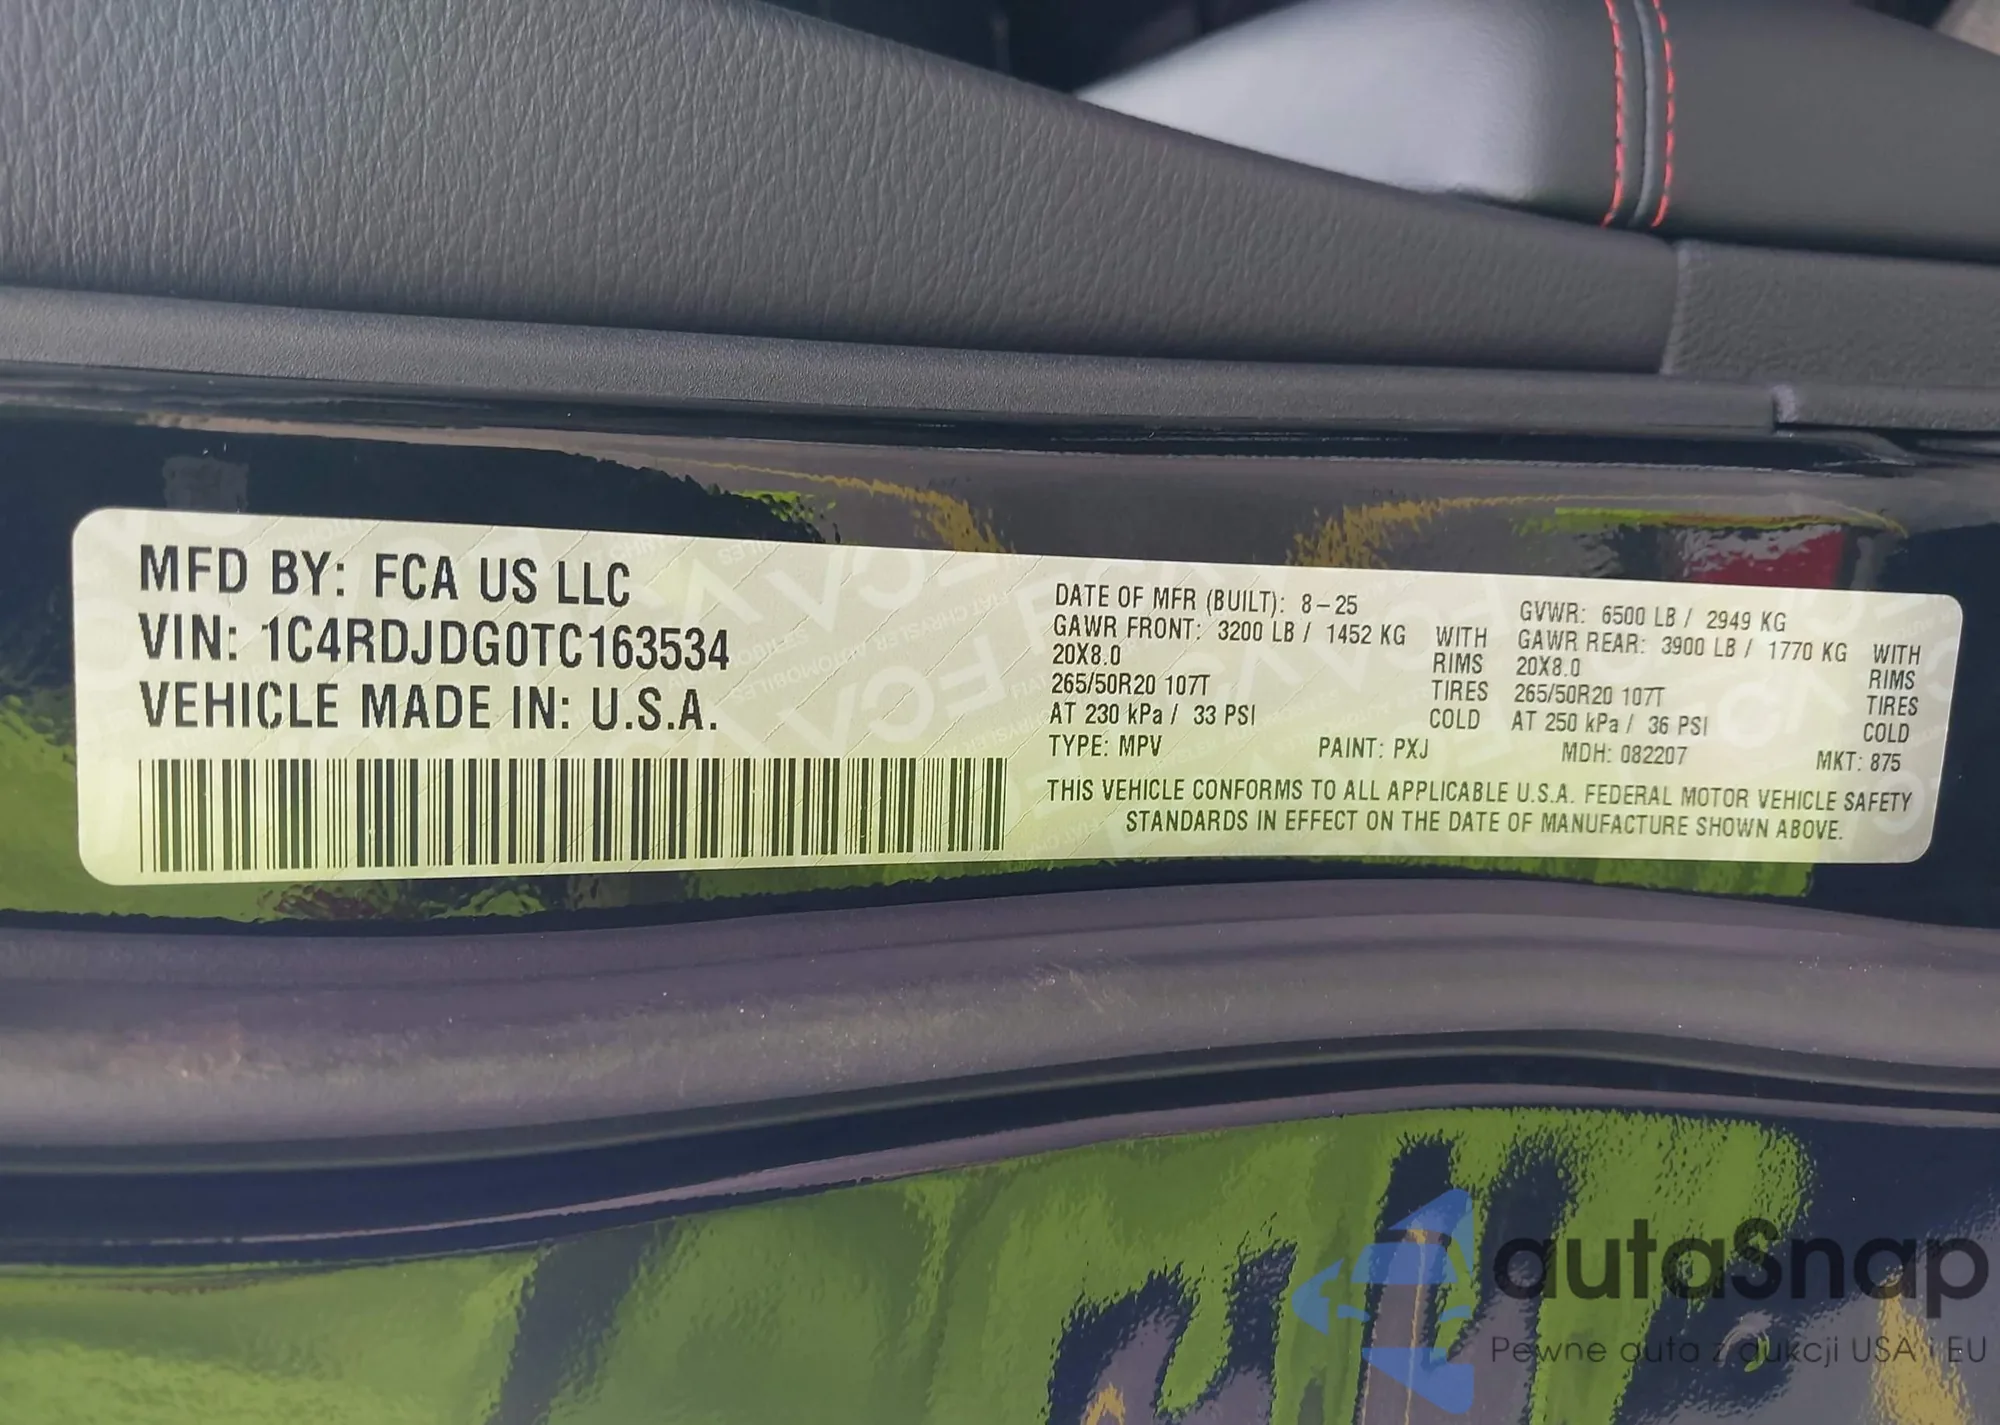 MFD BY: FCA US LLC
VIN: 1C4RDJDG0TC163534
VEHICLE MADE IN: U.S.A.
DATE OF MFR (BUILT): 8-25
GVWR: 6500 LB / 2949 KG
GAWR FRONT: 3200 LB / 1452 KG WITH
20X8.0 RIMS
265/50R20 107T TIRES
AT 230 kPa / 33 PSI COLD
GAWR REAR: 3900 LB / 1770 KG WITH
20X8.0 RIMS
265/50R20 107T TIRES
AT 250 kPa / 36 PSI COLD
TYPE: MPV PAINT: PXJ MDH: 082207 MKT: 875
THIS VEHICLE CONFORMS TO ALL APPLICABLE U.S.A. FEDERAL MOTOR VEHICLE SAFETY
STANDARDS IN EFFECT ON THE DATE OF MANUFACTURE SHOWN ABOVE.
autaSnap
Pewne auta z aukcji USA i EU